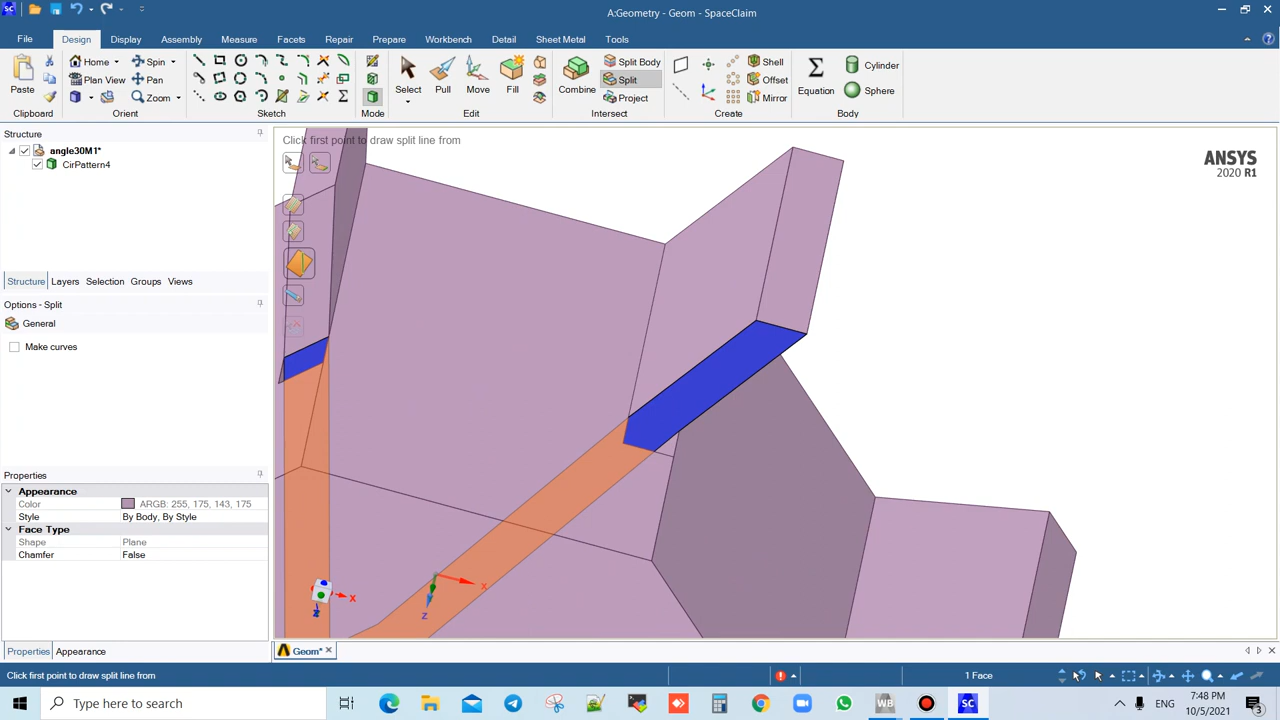 A:Geometry - Geom - SpaceClaim
File Design Display Assembly Measure Facets Repair Prepare Workbench Detail Sheet Metal Tools
Paste
Clipboard
Home
Plan View
Spin
Pan
Zoom
Orient
Sketch
Mode
Select
Pull
Move
Fill
Edit
Combine
Split Body
Split
Project
Intersect
Shell
Offset
Mirror
Create
Equation
Cylinder
Sphere
Body
Structure
angle30M1*
CirPattern4
Structure Layers Selection Groups Views
Options - Split
General
Make curves
Properties
Appearance
Color ARGB: 255, 175, 143, 175
Style By Body, By Style
Face Type
Shape Plane
Chamfer False
Properties Appearance
Click first point to draw split line from
ANSYS
2020 R1
X
Z
X
Z
Geom*
Click first point to draw split line from
1 Face
Type here to search
WB
SC
ENG
7:48 PM
10/5/2021
3